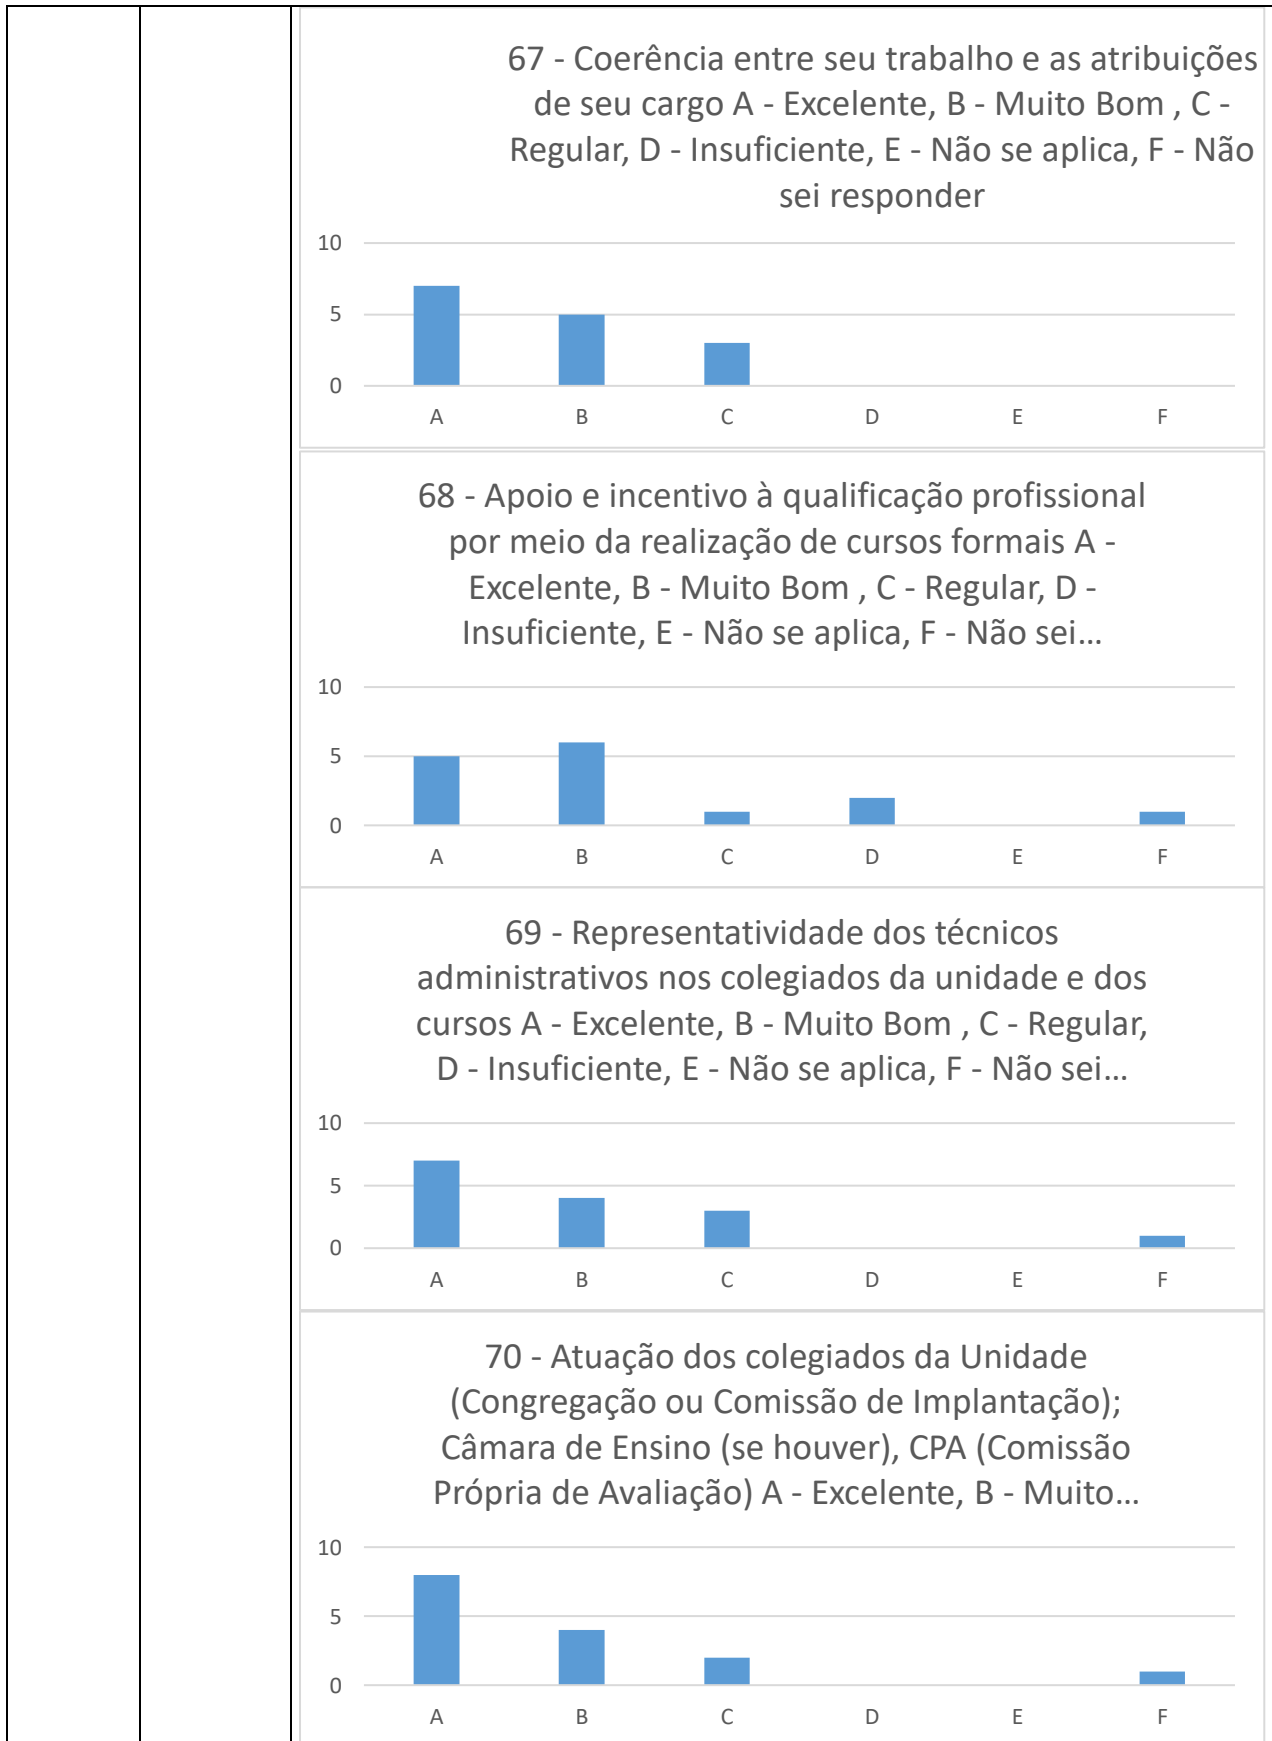 67 - Coerência entre seu trabalho e as atribuições
de seu cargo A - Excelente, B - Muito Bom , C -
Regular, D - Insuficiente, E - Não se aplica, F - Não
sei responder
10
5
0
A B C D E F
68 - Apoio e incentivo à qualificação profissional
por meio da realização de cursos formais A -
Excelente, B - Muito Bom , C - Regular, D -
Insuficiente, E - Não se aplica, F - Não sei...
10
5
0
A B C D E F
69 - Representatividade dos técnicos
administrativos nos colegiados da unidade e dos
cursos A - Excelente, B - Muito Bom , C - Regular,
D - Insuficiente, E - Não se aplica, F - Não sei...
10
5
0
A B C D E F
70 - Atuação dos colegiados da Unidade
(Congregação ou Comissão de Implantação);
Câmara de Ensino (se houver), CPA (Comissão
Própria de Avaliação) A - Excelente, B - Muito...
10
5
0
A B C D E F